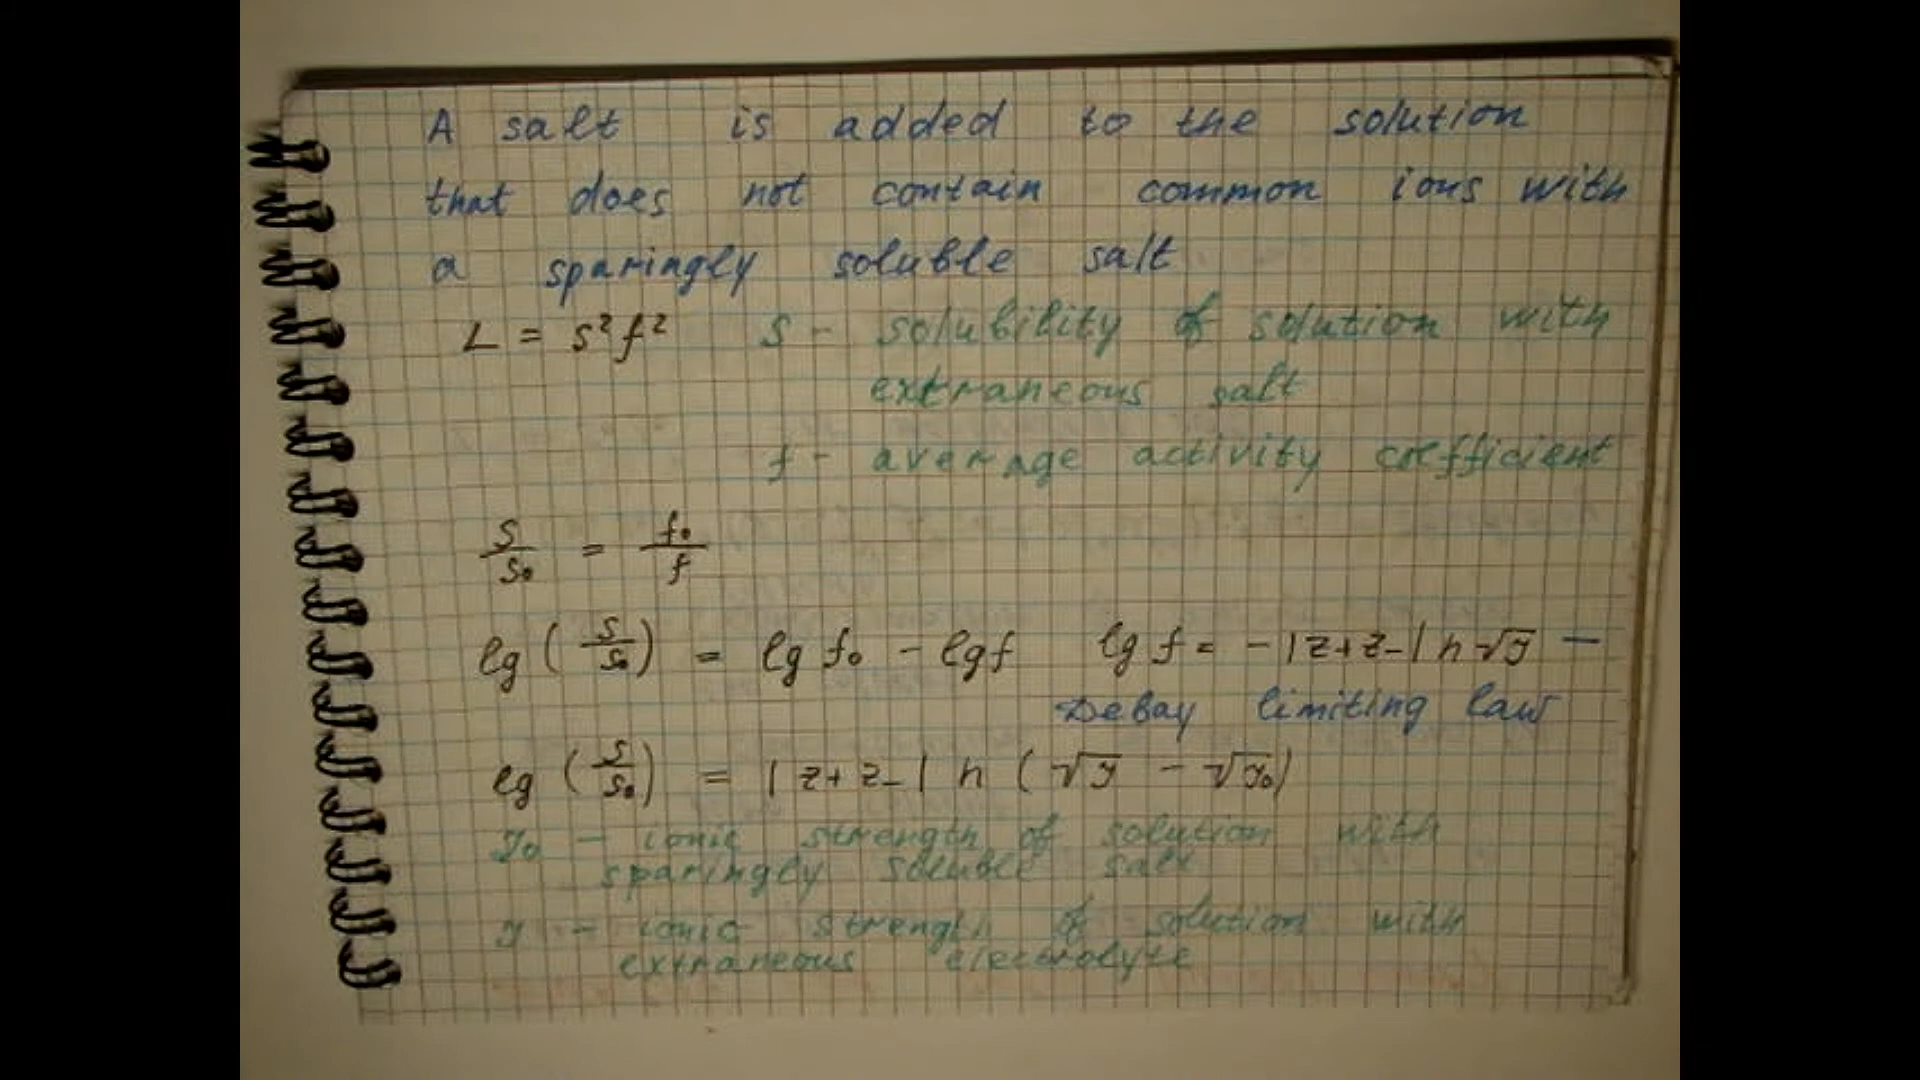 A salt is added to the solution
that does not contain common ions with
a sparingly soluble salt
L = s²f² S - solubility of solution with
extraneous salt
f - average activity coefficient
S/S₀ = f₀/f
lg (S/S₀) = lg f₀ - lg f lg f = - |z+z-| h √y —
Debay limiting law
lg (S/S₀) = |z+z-| h (√y - √y₀)
y₀ - ionic strength of solution with
sparingly soluble salt
y - ionic strength of solution with
extraneous electrolyte